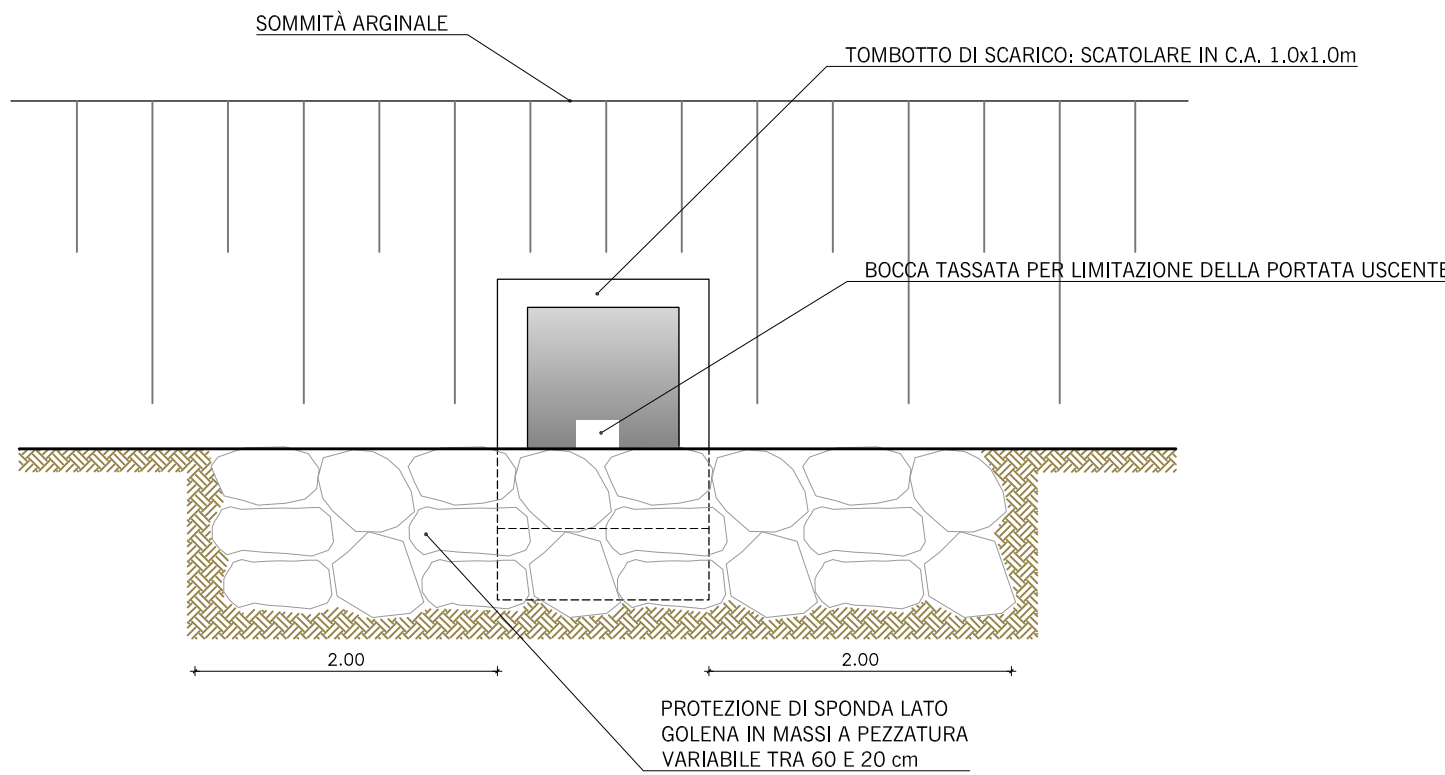 SOMMITÀ ARGINALE
TOMBOTTO DI SCARICO: SCATOLARE IN C.A. 1.0x1.0m
BOCCA TASSATA PER LIMITAZIONE DELLA PORTATA USCENTE
2.00
2.00
PROTEZIONE DI SPONDA LATO
GOLENA IN MASSI A PEZZATURA
VARIABILE TRA 60 E 20 cm